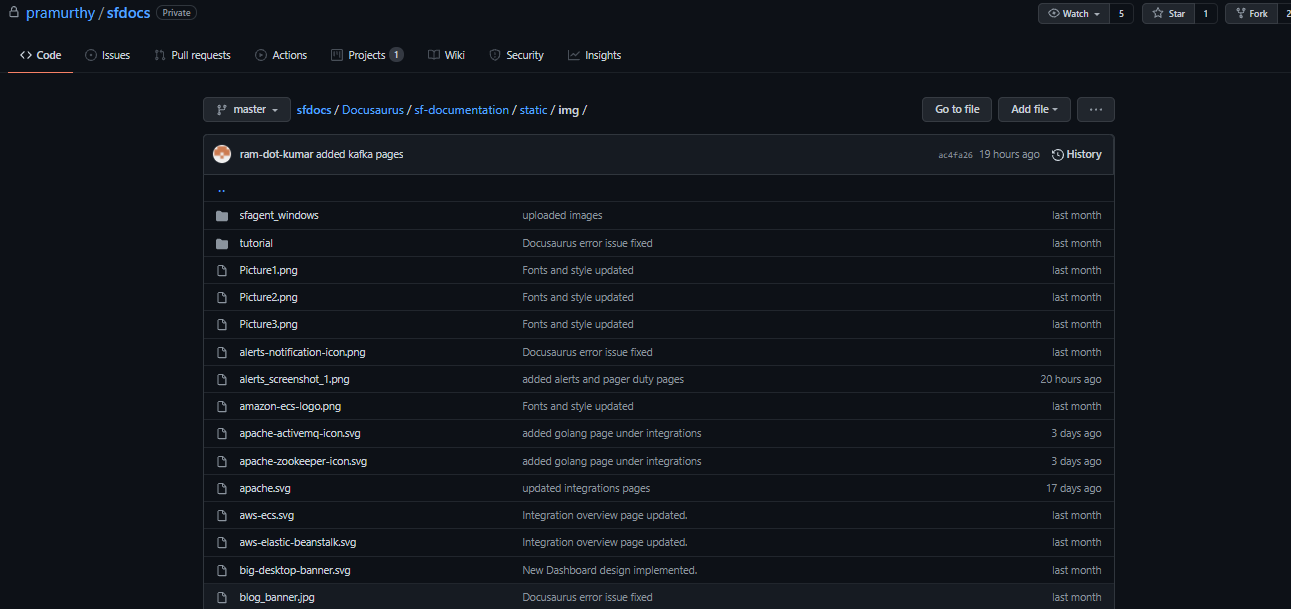 pramurthy / sfdocs Private Watch 5 Star 1 Fork 2
Code Issues Pull requests Actions Projects 1 Wiki Security Insights
master sfdocs / Docusaurus / sf-documentation / static / img / Go to file Add file ...
ram-dot-kumar added kafka pages ac4fa26 19 hours ago History
..
sfagent_windows uploaded images last month
tutorial Docusaurus error issue fixed last month
Picture1.png Fonts and style updated last month
Picture2.png Fonts and style updated last month
Picture3.png Fonts and style updated last month
alerts-notification-icon.png Docusaurus error issue fixed last month
alerts_screenshot_1.png added alerts and pager duty pages 20 hours ago
amazon-ecs-logo.png Fonts and style updated last month
apache-activemq-icon.svg added golang page under integrations 3 days ago
apache-zookeeper-icon.svg added golang page under integrations 3 days ago
apache.svg updated integrations pages 17 days ago
aws-ecs.svg Integration overview page updated. last month
aws-elastic-beanstalk.svg Integration overview page updated. last month
big-desktop-banner.svg New Dashboard design implemented. last month
blog_banner.jpg Docusaurus error issue fixed last month